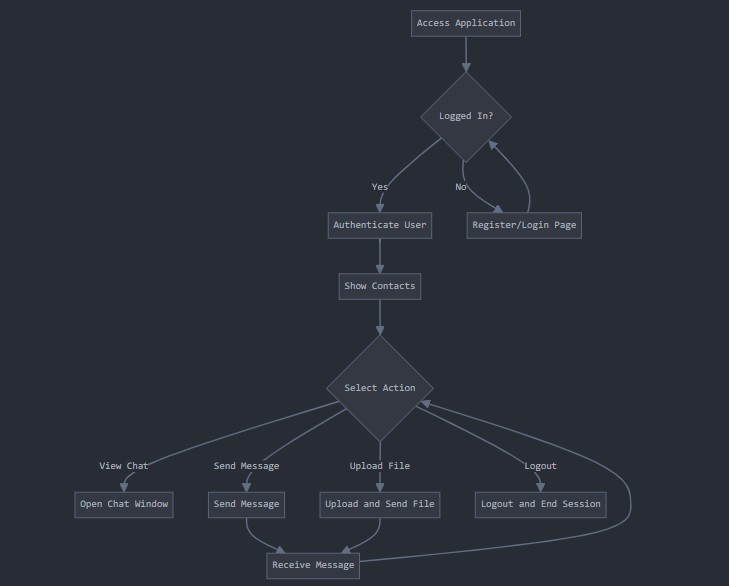 Access Application
Logged In?
Yes
No
Authenticate User
Register/Login Page
Show Contacts
Select Action
View Chat
Send Message
Upload File
Logout
Open Chat Window
Send Message
Upload and Send File
Logout and End Session
Receive Message